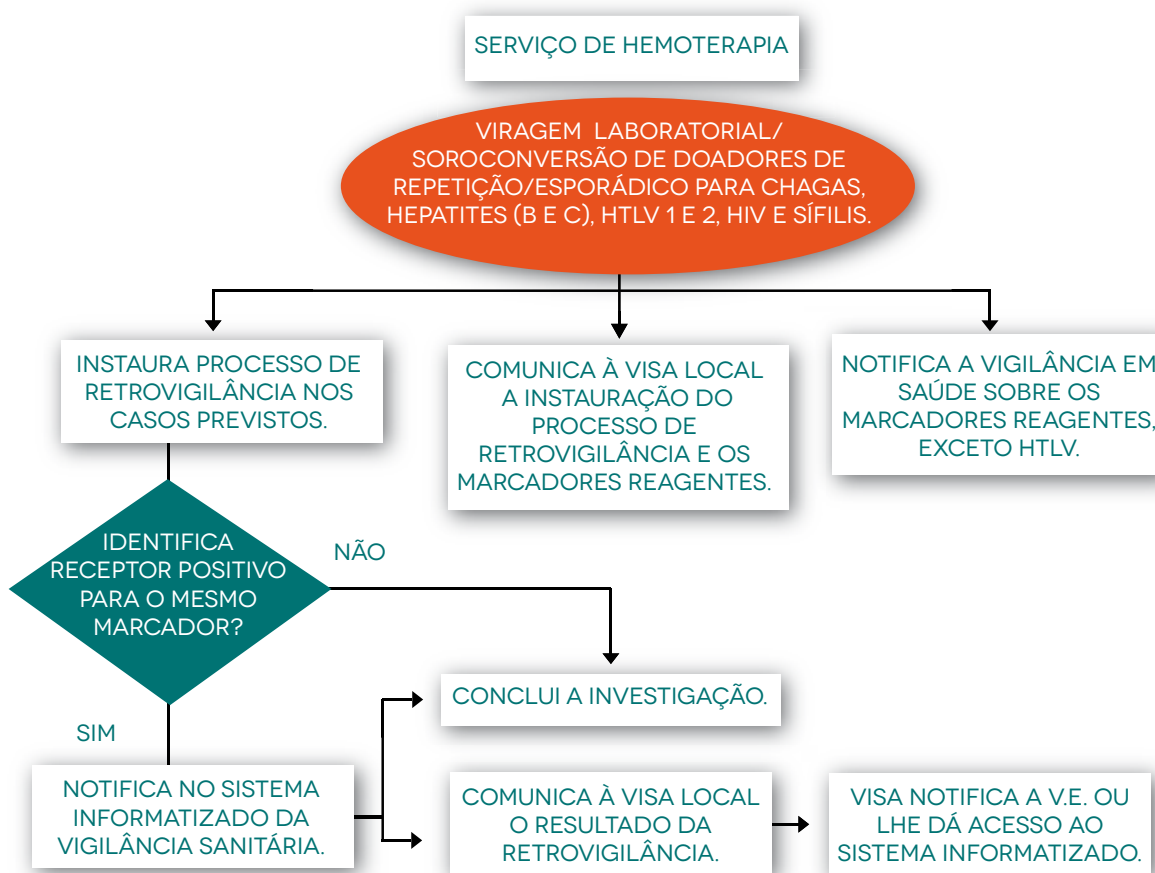 SERVIÇO DE HEMOTERAPIA
VIRAGEM LABORATORIAL/
SOROCONVERSÃO DE DOADORES DE
REPETIÇÃO/ESPORÁDICO PARA CHAGAS,
HEPATITES (B E C), HTLV 1 E 2, HIV E SÍFILIS.
INSTAURA PROCESSO DE
RETROVIGILÂNCIA NOS
CASOS PREVISTOS.
COMUNICA À VISA LOCAL
A INSTAURAÇÃO DO
PROCESSO DE
RETROVIGILÂNCIA E OS
MARCADORES REAGENTES.
NOTIFICA A VIGILÂNCIA EM
SAÚDE SOBRE OS
MARCADORES REAGENTES,
EXCETO HTLV.
IDENTIFICA
RECEPTOR POSITIVO
PARA O MESMO
MARCADOR?
NÃO
CONCLUI A INVESTIGAÇÃO.
SIM
NOTIFICA NO SISTEMA
INFORMATIZADO DA
VIGILÂNCIA SANITÁRIA.
COMUNICA À VISA LOCAL
O RESULTADO DA
RETROVIGILÂNCIA.
VISA NOTIFICA A V.E. OU
LHE DÁ ACESSO AO
SISTEMA INFORMATIZADO.